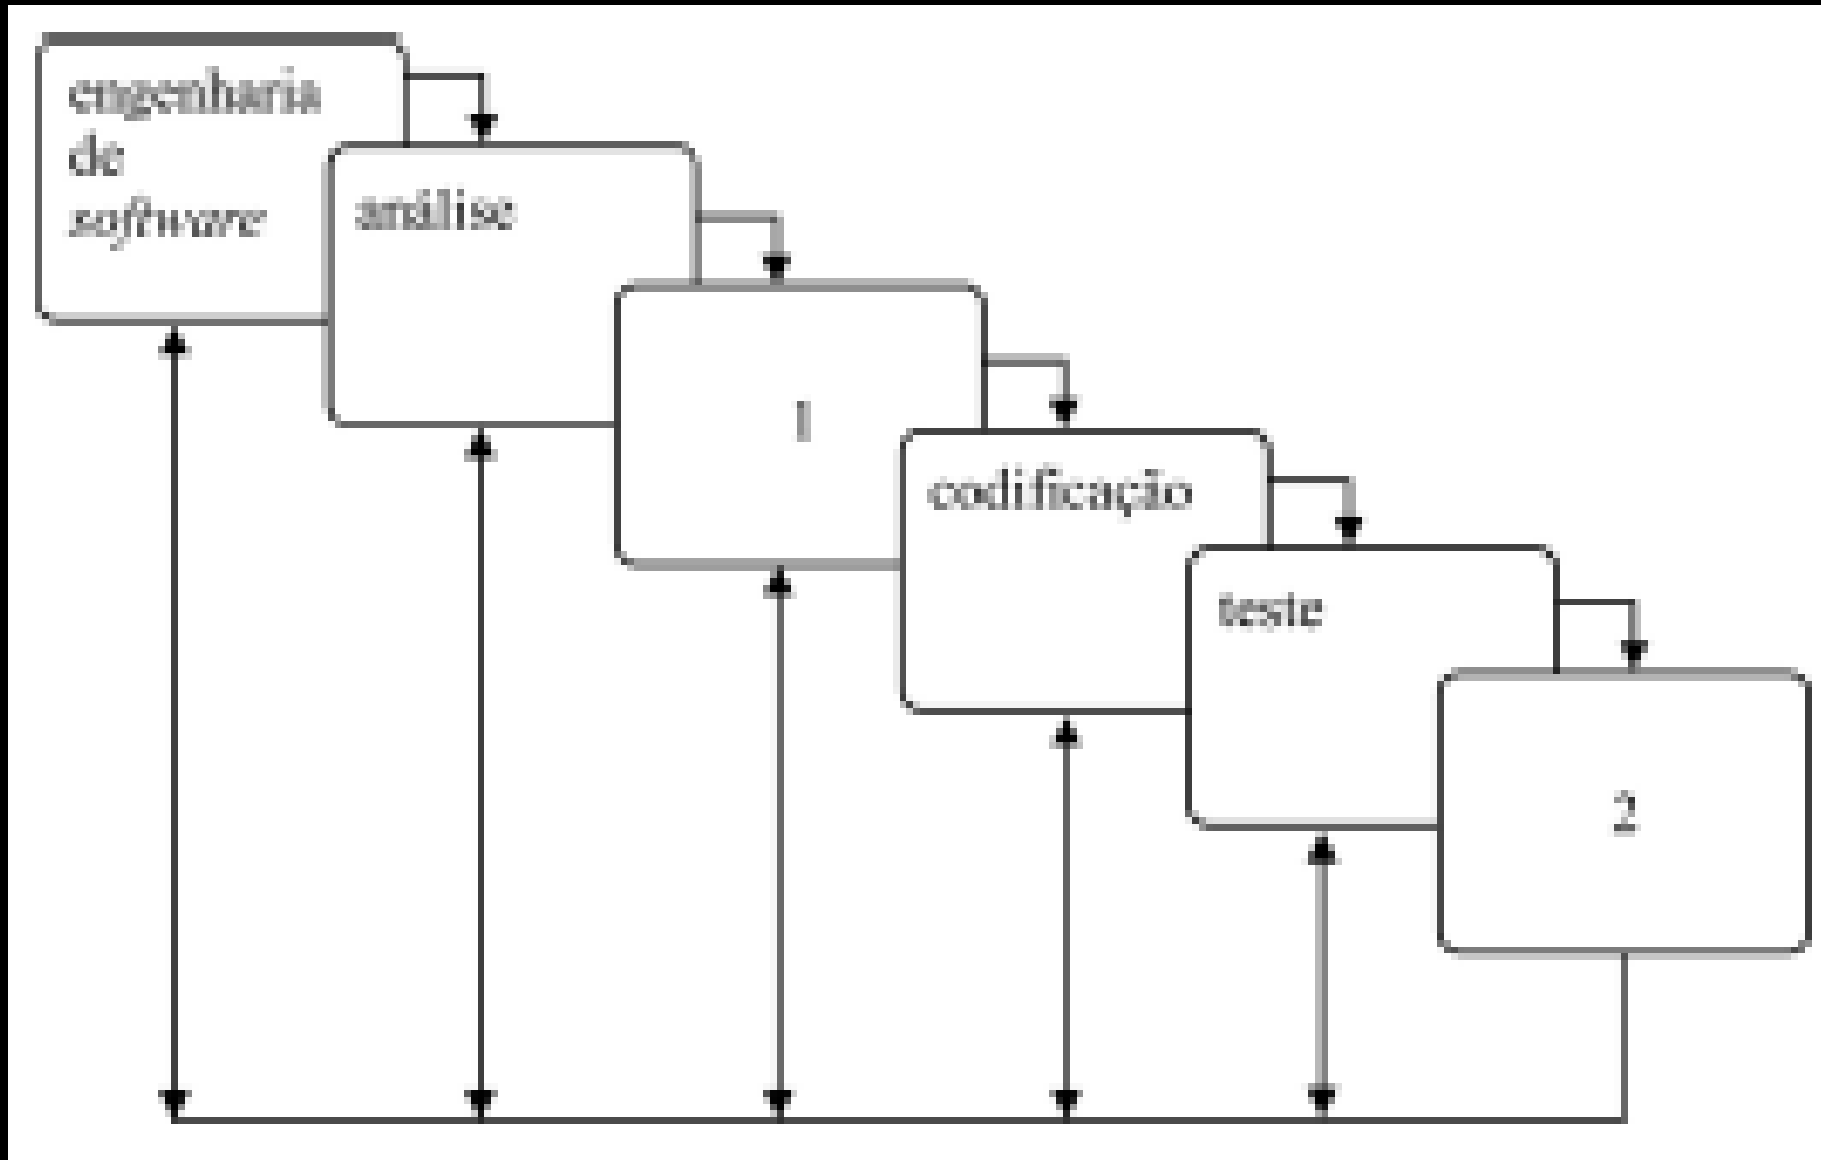 engenharia
de
software
análise
1
codificação
teste
2